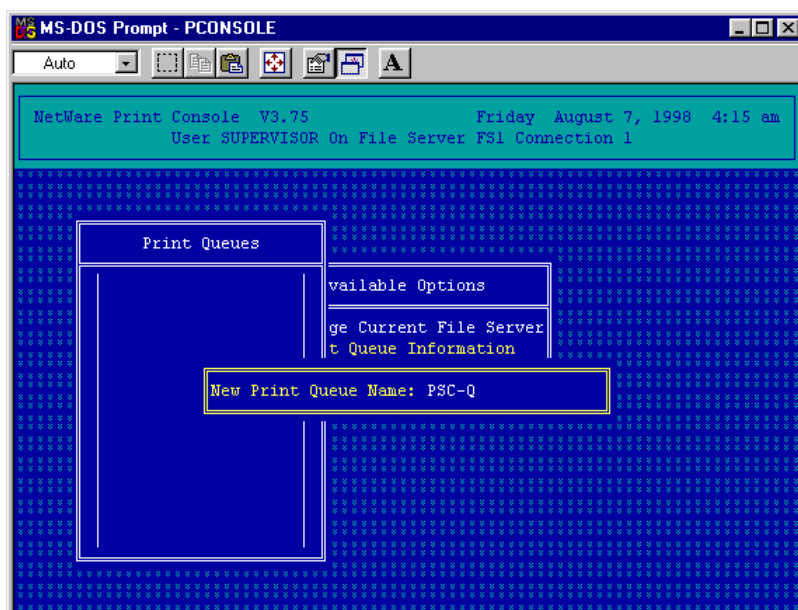 MS-DOS Prompt - PCONSOLE
Auto
A
NetWare Print Console V3.75 Friday August 7, 1998 4:15 am
User SUPERVISOR On File Server FS1 Connection 1
Print Queues
vailable Options
ge Current File Server
t Queue Information
New Print Queue Name: PSC-Q